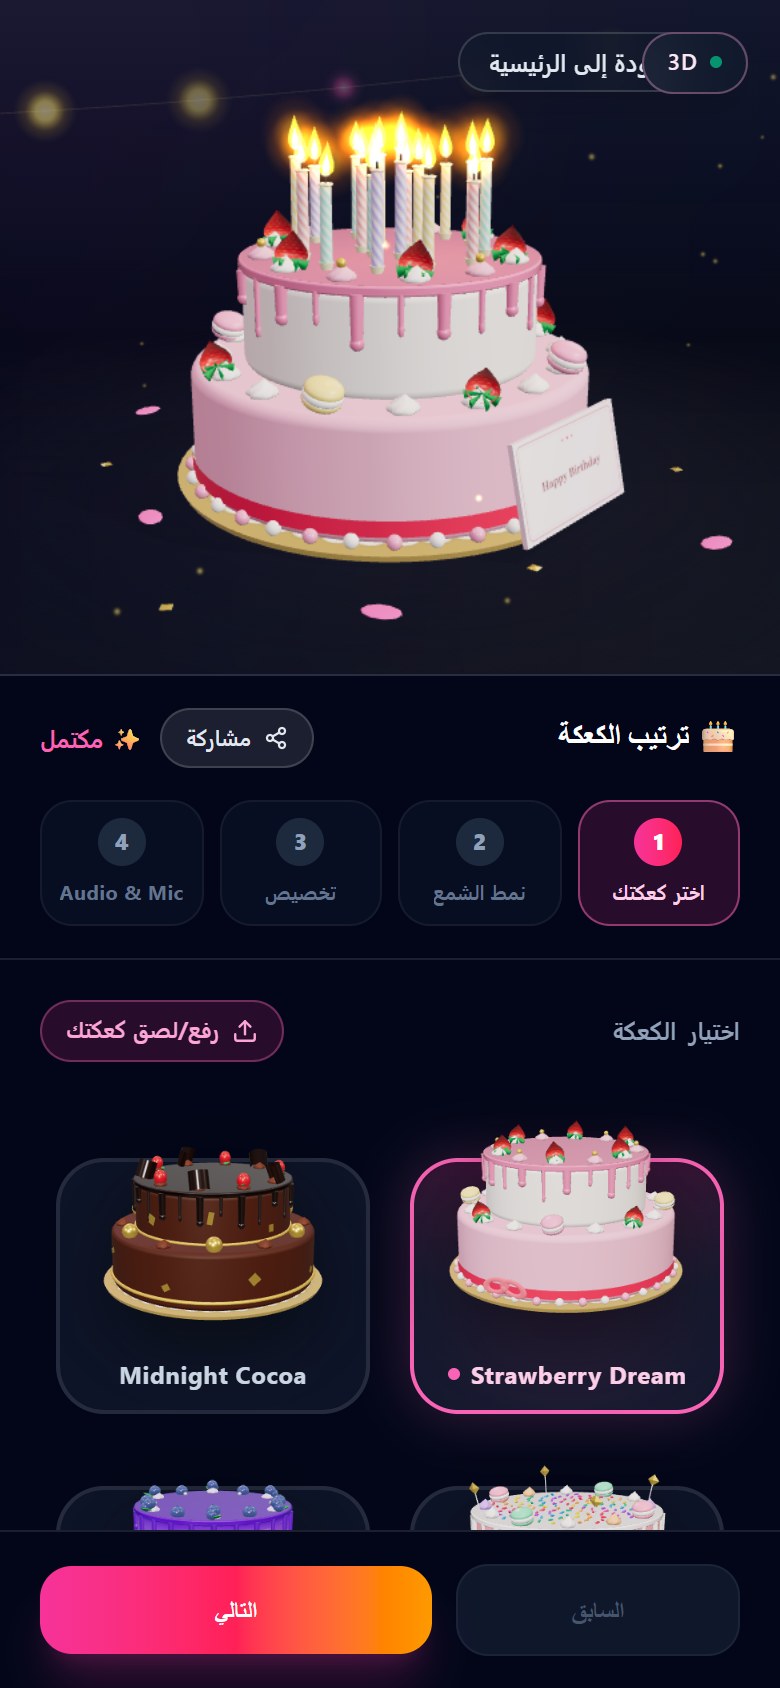 3D
ودة إلى الرئيسية
Happy Birthday
🎂 ترتيب الكعكة
مشاركة
✨ مكتمل
1
اختر كعكتك
2
نمط الشمع
3
تخصيص
4
Audio & Mic
اختيار الكعكة
رفع/لصق كعكتك
Strawberry Dream
Midnight Cocoa
السابق
التالي